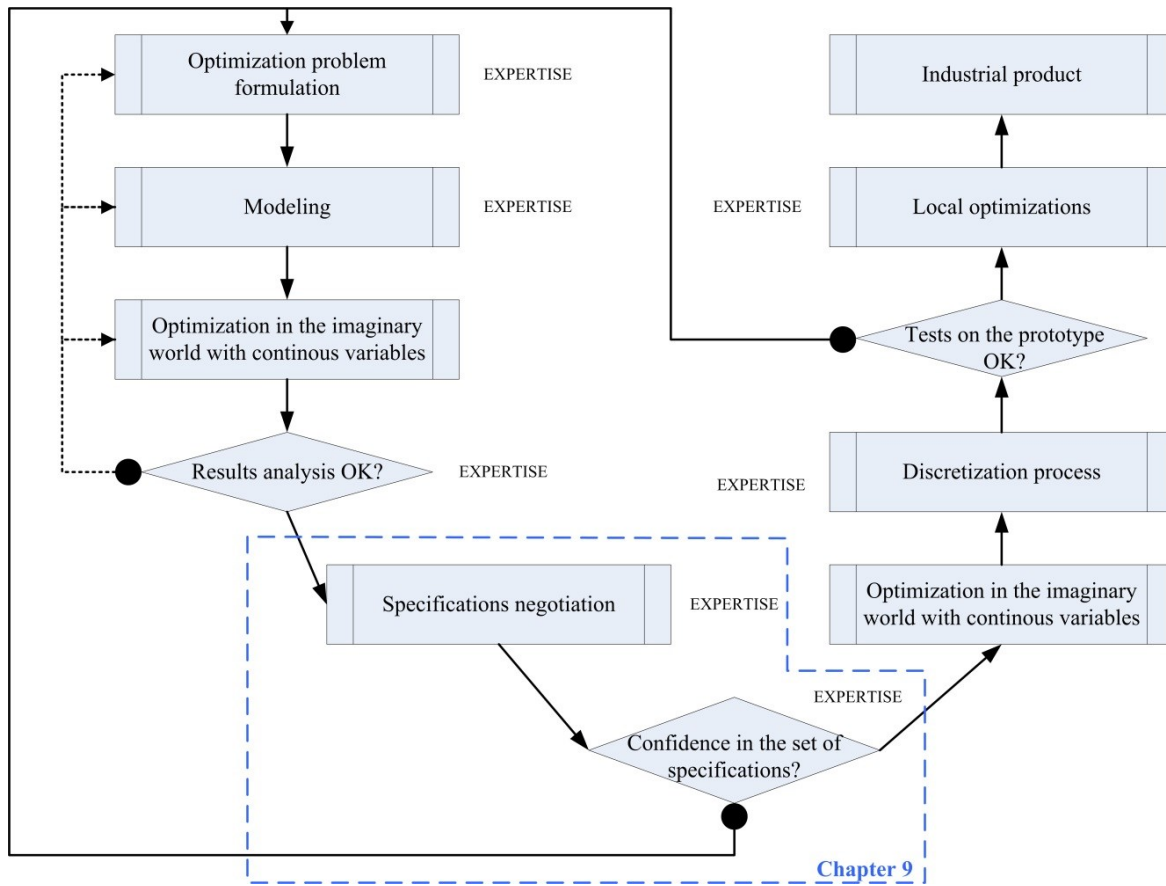 Optimization problem
formulation
EXPERTISE
Modeling
EXPERTISE
Optimization in the imaginary
world with continous variables
Results analysis OK?
EXPERTISE
Specifications negotiation
EXPERTISE
Confidence in the set of
specifications?
EXPERTISE
Chapter 9
Optimization in the imaginary
world with continous variables
Discretization process
EXPERTISE
Tests on the prototype
OK?
Local optimizations
EXPERTISE
Industrial product